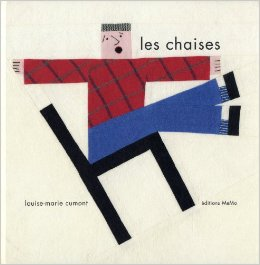 les chaises
louise-marie cumont
éditions MeMo